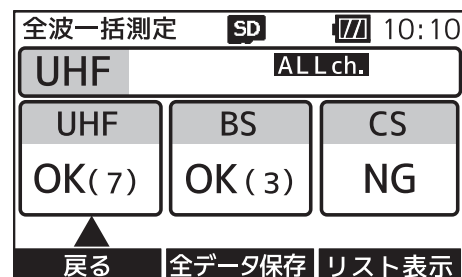 全波一括測定 SD 10:10
UHF ALLch.
UHF BS CS
OK(7) OK(3) NG
戻る 全データ保存 リスト表示